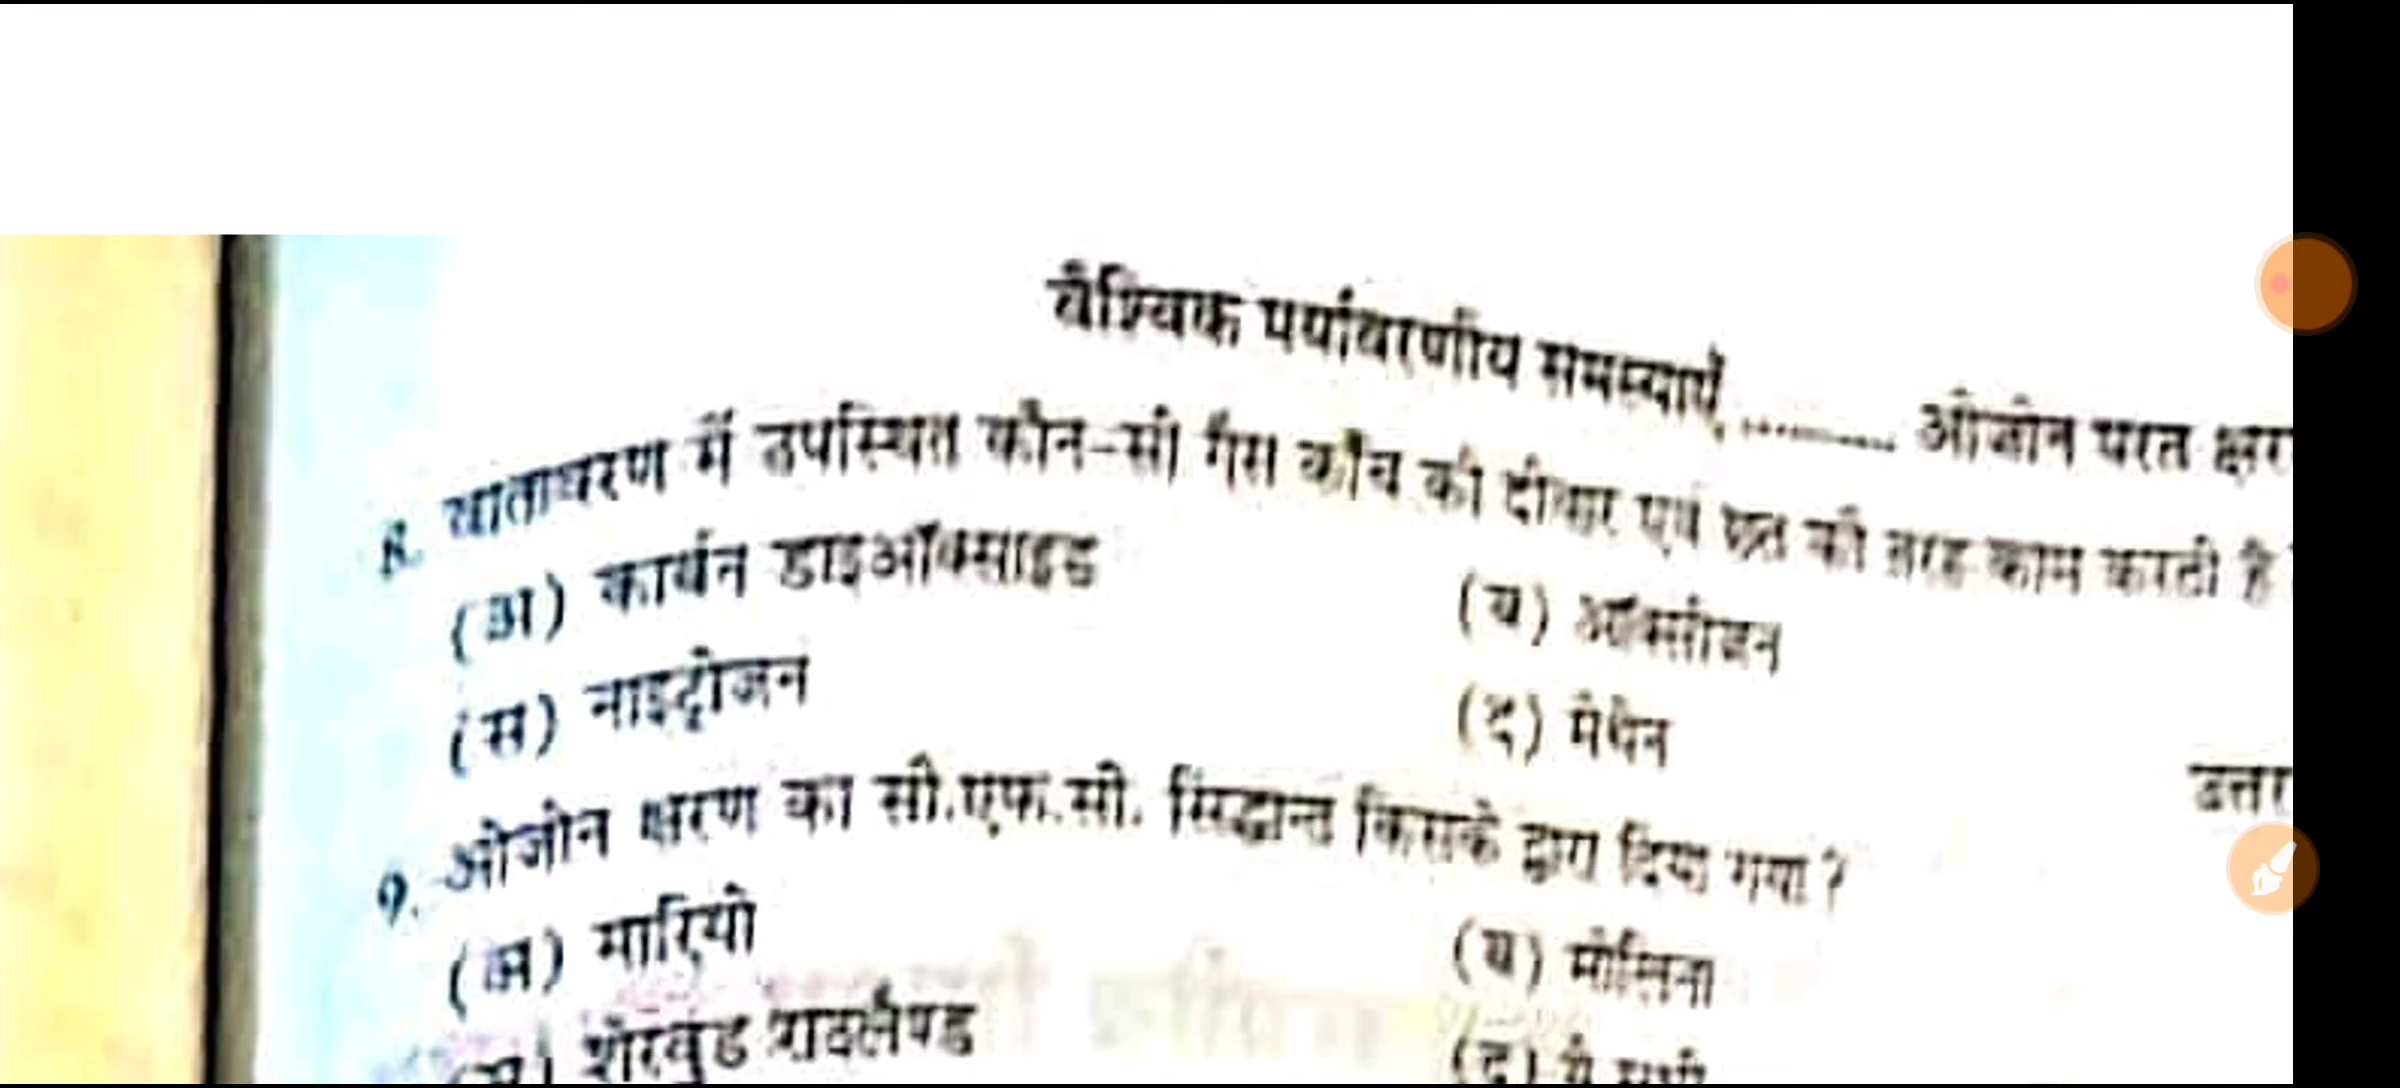 वैश्विक पर्यावरणीय समस्याएँ .......... ओजोन परत क्षर
8. वातावरण में उपस्थित कौन-सी गैस काँच की दीवार एवं छत की तरह काम करती है
(अ) कार्बन डाइऑक्साइड (ब) ऑक्सीजन
(स) नाइट्रोजन (द) मेथेन
उत्तर
9. ओजोन क्षरण का सी.एफ.सी. सिद्धान्त किसके द्वारा दिया गया ?
(अ) मारियो (ब) मोलिना
(स) शेरवुड रावलैण्ड (द) ये सभी